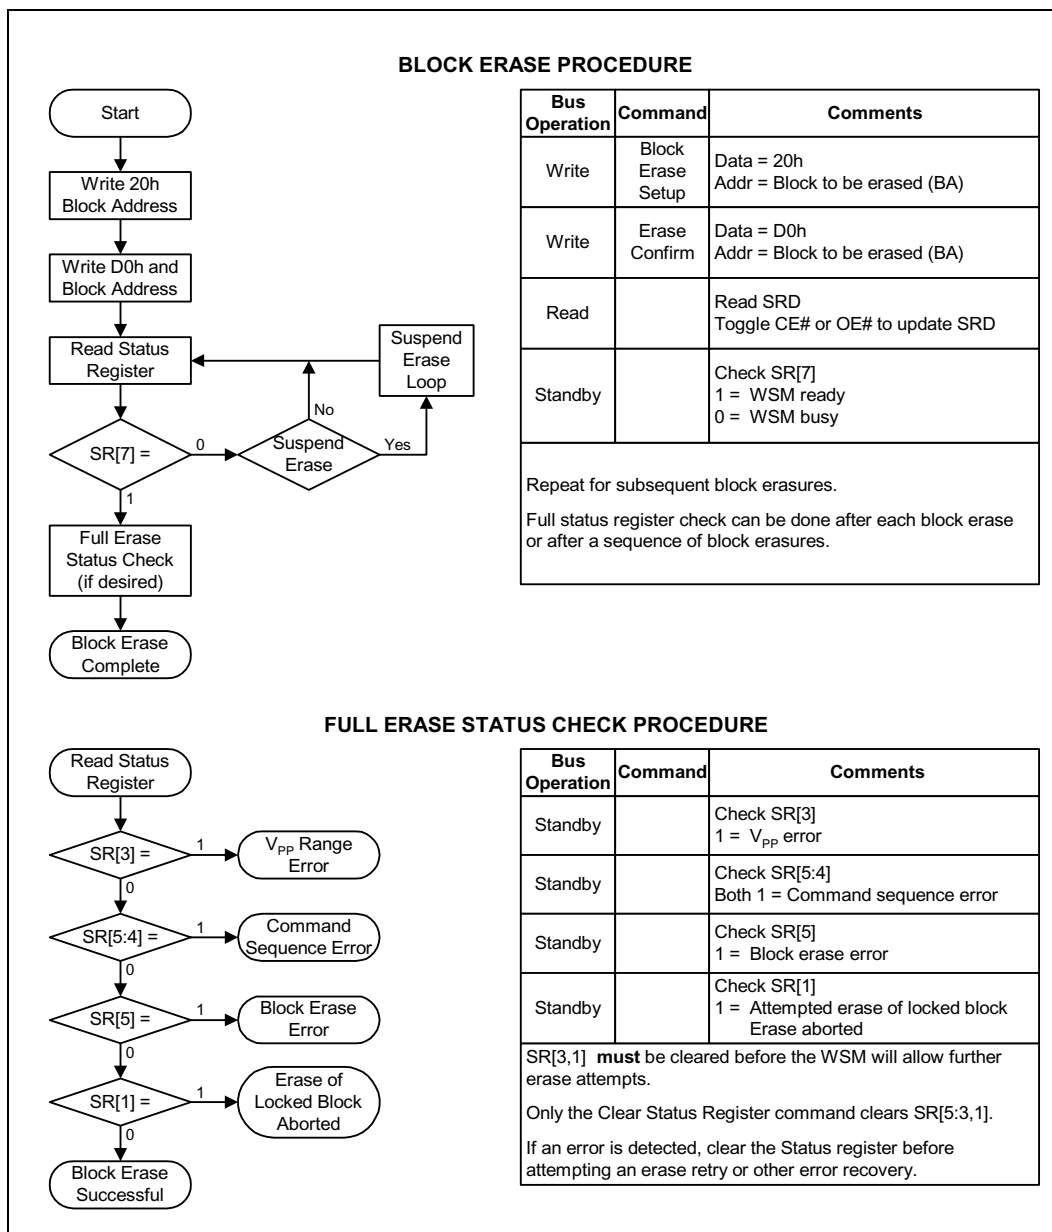 BLOCK ERASE PROCEDURE
Start
Write 20h
Block Address
Write D0h and
Block Address
Read Status
Register
Suspend
Erase
Loop
No
SR[7] =
0
Suspend
Erase
Yes
1
Full Erase
Status Check
(if desired)
Block Erase
Complete
Bus
Operation
Command
Comments
Write
Block
Erase
Setup
Data = 20h
Addr = Block to be erased (BA)
Write
Erase
Confirm
Data = D0h
Addr = Block to be erased (BA)
Read
Read SRD
Toggle CE# or OE# to update SRD
Standby
Check SR[7]
1 = WSM ready
0 = WSM busy
Repeat for subsequent block erasures.
Full status register check can be done after each block erase
or after a sequence of block erasures.
FULL ERASE STATUS CHECK PROCEDURE
Read Status
Register
SR[3] =
1
V_PP Range
Error
0
SR[5:4] =
1
Command
Sequence Error
0
SR[5] =
1
Block Erase
Error
0
SR[1] =
1
Erase of
Locked Block
Aborted
0
Block Erase
Successful
Bus
Operation
Command
Comments
Standby
Check SR[3]
1 = V_PP error
Standby
Check SR[5:4]
Both 1 = Command sequence error
Standby
Check SR[5]
1 = Block erase error
Standby
Check SR[1]
1 = Attempted erase of locked block
Erase aborted
SR[3,1] must be cleared before the WSM will allow further
erase attempts.
Only the Clear Status Register command clears SR[5:3,1].
If an error is detected, clear the Status register before
attempting an erase retry or other error recovery.